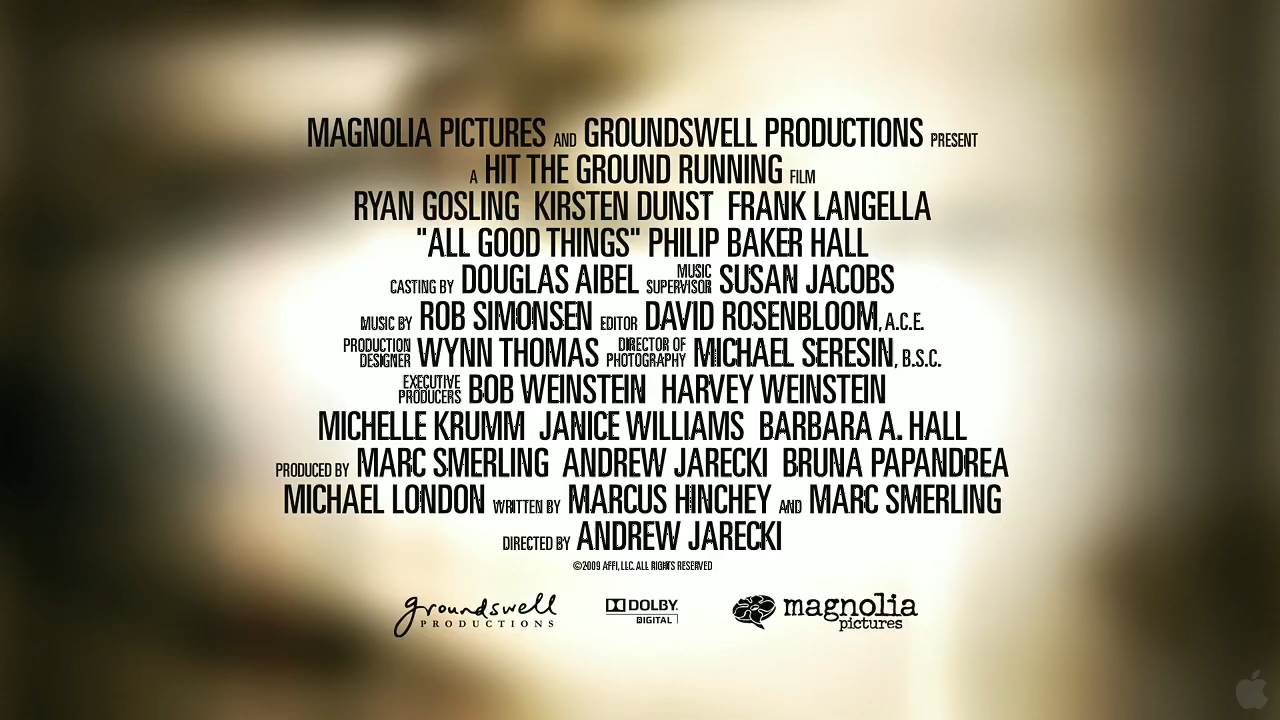 MAGNOLIA PICTURES AND GROUNDSWELL PRODUCTIONS PRESENT
A HIT THE GROUND RUNNING FILM
RYAN GOSLING KIRSTEN DUNST FRANK LANGELLA
"ALL GOOD THINGS" PHILIP BAKER HALL
CASTING BY DOUGLAS AIBEL MUSIC SUPERVISOR SUSAN JACOBS
MUSIC BY ROB SIMONSEN EDITOR DAVID ROSENBLOOM, A.C.E.
PRODUCTION DESIGNER WYNN THOMAS DIRECTOR OF PHOTOGRAPHY MICHAEL SERESIN, B.S.C.
EXECUTIVE PRODUCERS BOB WEINSTEIN HARVEY WEINSTEIN
MICHELLE KRUMM JANICE WILLIAMS BARBARA A. HALL
PRODUCED BY MARC SMERLING ANDREW JARECKI BRUNA PAPANDREA
MICHAEL LONDON WRITTEN BY MARCUS HINCHEY AND MARC SMERLING
DIRECTED BY ANDREW JARECKI
©2009 AFFI, LLC. ALL RIGHTS RESERVED
groundswell PRODUCTIONS
DOLBY DIGITAL
magnolia pictures